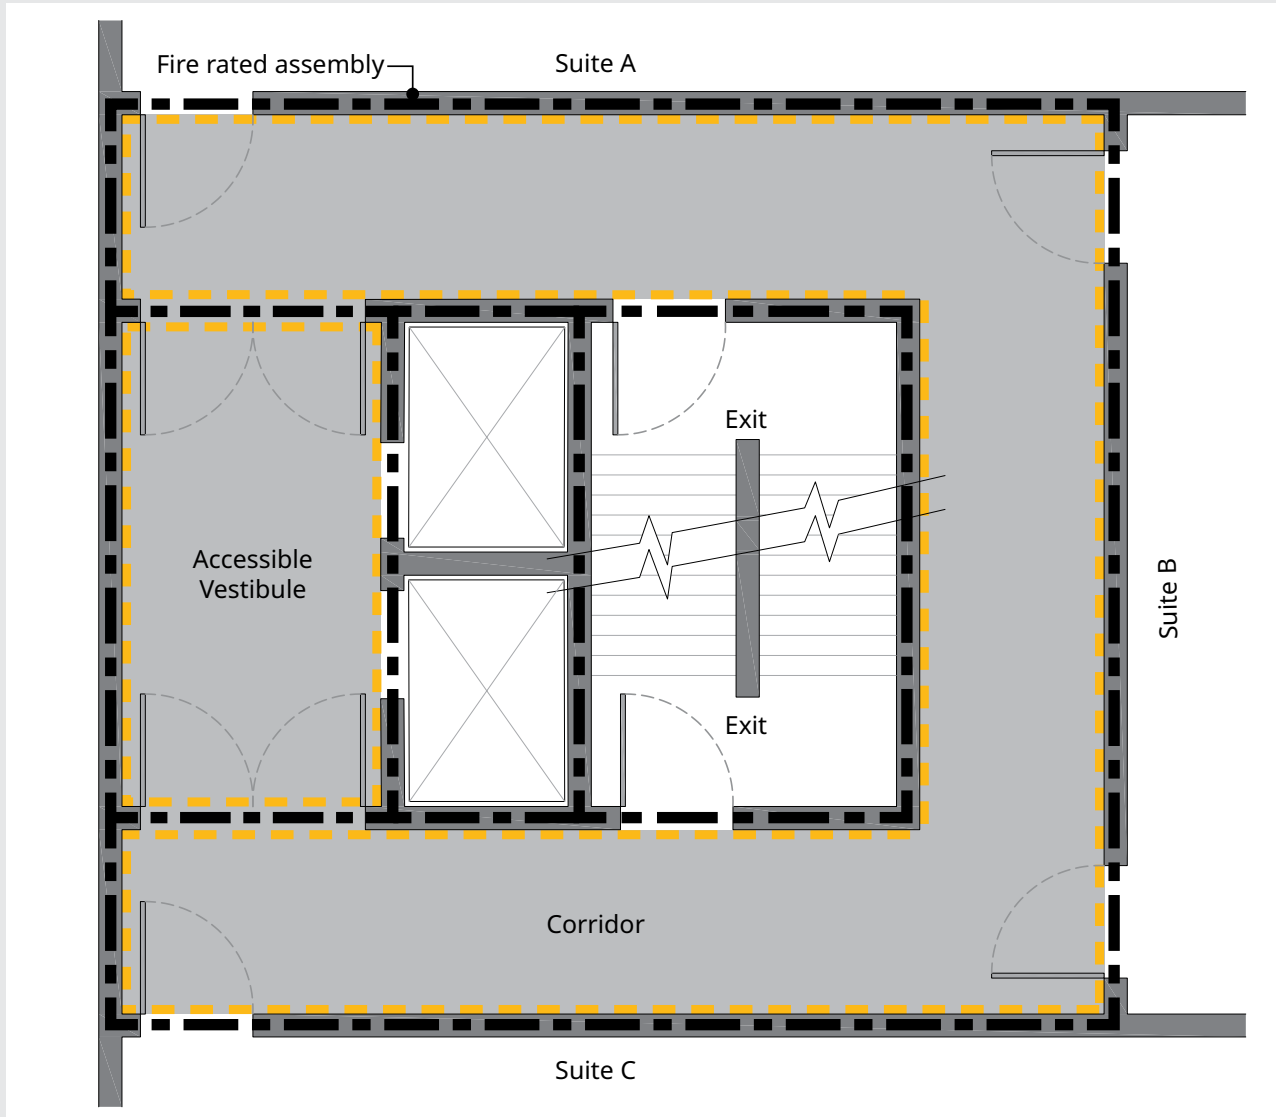 Fire rated assembly
Suite A
Exit
Accessible
Vestibule
Suite B
Exit
Corridor
Suite C